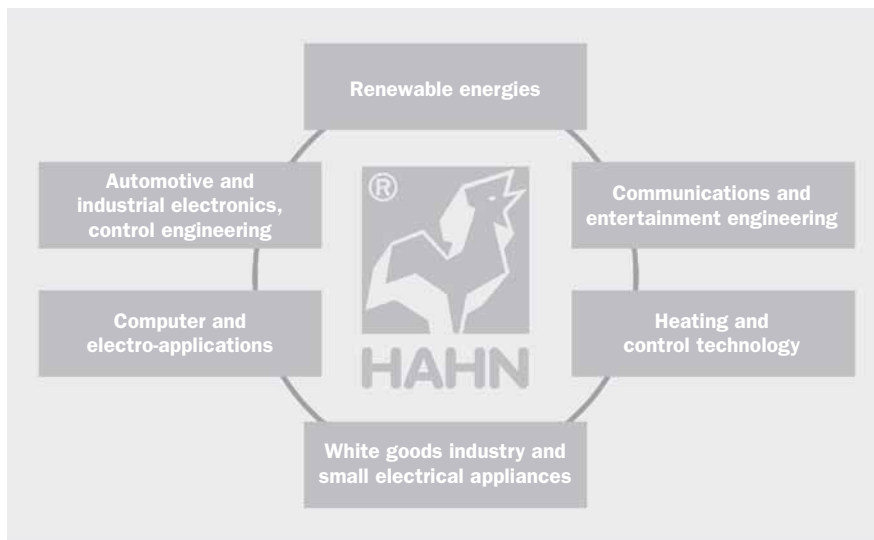 Renewable energies
Automotive and
industrial electronics,
control engineering
Communications and
entertainment engineering
®
HAHN
Computer and
electro-applications
Heating and
control technology
White goods industry and
small electrical appliances